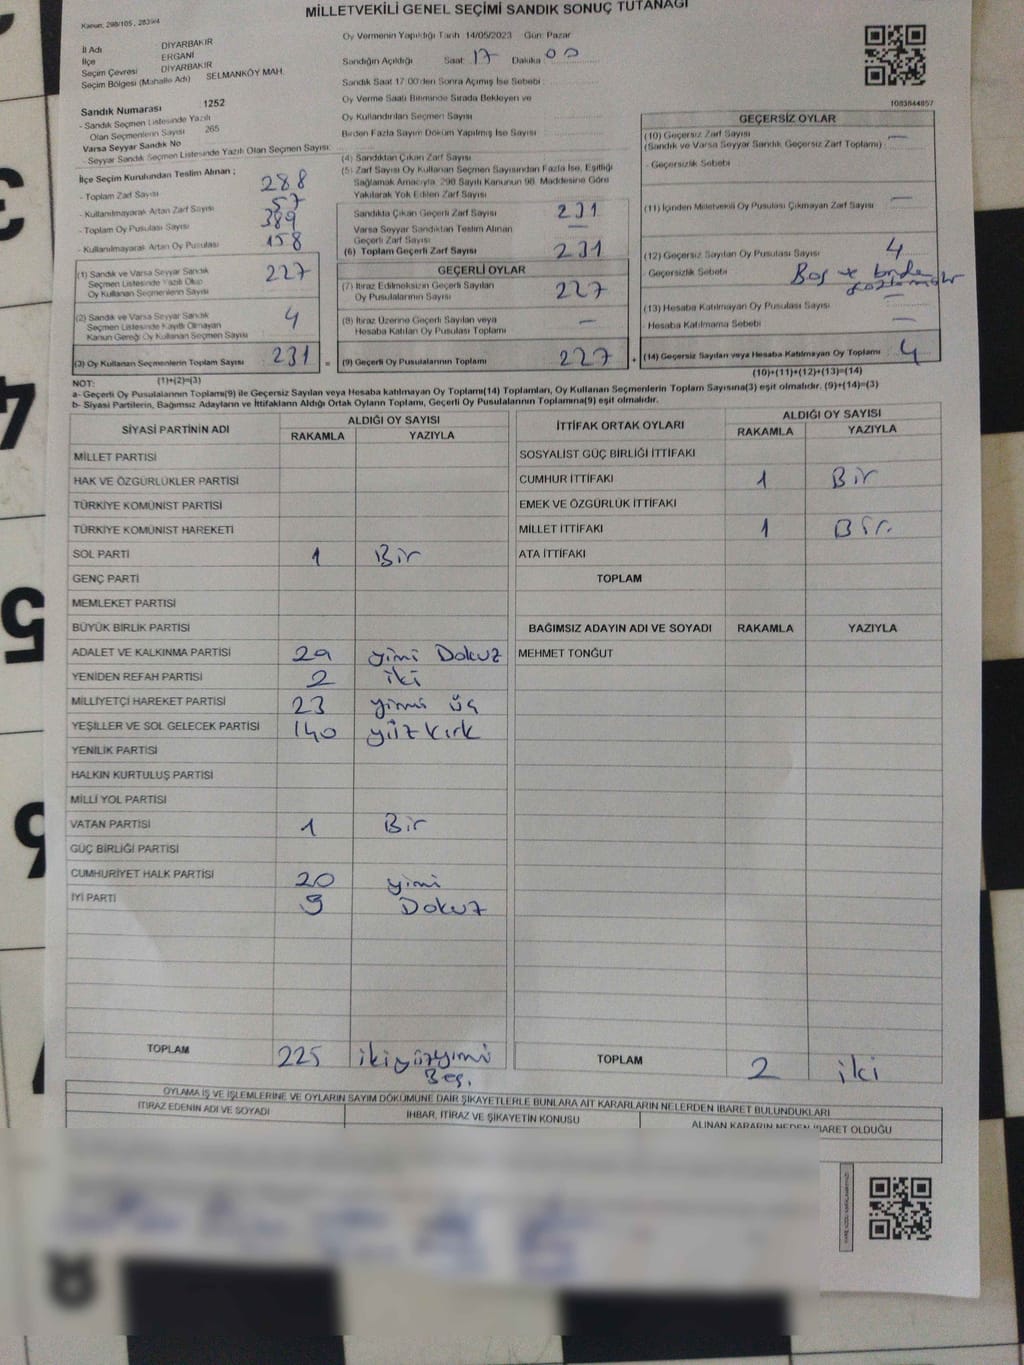 MİLLETVEKİLİ GENEL SEÇİMİ SANDIK SONUÇ TUTANAĞI
Kanun: 298/105, 2839/4
İl Adı : DİYARBAKIR
İlçe : ERGANİ
Seçim Çevresi : DİYARBAKIR
Seçim Bölgesi (Mahalle Adı) SELMANKÖY MAH.
Sandık Numarası 1252
- Sandık Seçmen Listesinde Yazılı
Olan Seçmenlerin Sayısı 265
Varsa Seyyar Sandık No
- Seyyar Sandık Seçmen Listesinde Yazılı Olan Seçmen Sayısı:
İlçe Seçim Kurulundan Teslim Alınan ;
- Toplam Zarf Sayısı 288
- Kullanılmayarak Artan Zarf Sayısı 57
- Toplam Oy Pusulası Sayısı 389
- Kullanılmayarak Artan Oy Pusulası 158
(1) Sandık ve Varsa Seyyar Sandık
Seçmen Listesinde Yazılı Olup
Oy Kullanan Seçmenlerin Sayısı 227
(2) Sandık ve Varsa Seyyar Sandık
Seçmen Listesinde Kayıtlı Olmayan
Kanun Gereği Oy Kullanan Seçmen Sayısı 4
(3) Oy Kullanan Seçmenlerin Toplam Sayısı 231 =
Oy Vermenin Yapıldığı Tarih 14/05/2023 Gün: Pazar
Sandığın Açıldığı Saat: 17 Dakika 00
Sandık Saat 17:00'den Sonra Açılmış İse Sebebi :
Oy Verme Saati Bitiminde Sırada Bekleyen ve
Oy Kullandırılan Seçmen Sayısı
Birden Fazla Sayım Döküm Yapılmış İse Sayısı
(4) Sandıktan Çıkan Zarf Sayısı
(5) Zarf Sayısı Oy Kullanan Seçmen Sayısından Fazla İse, Eşitliği
Sağlamak Amacıyla, 298 Sayılı Kanunun 98. Maddesine Göre
Yakılarak Yok Edilen Zarf Sayısı
Sandıkta Çıkan Geçerli Zarf Sayısı 231
Varsa Seyyar Sandıktan Teslim Alınan
Geçerli Zarf Sayısı —
(6) Toplam Geçerli Zarf Sayısı 231
GEÇERLİ OYLAR
(7) İtiraz Edilmeksizin Geçerli Sayılan
Oy Pusulalarının Sayısı 227
(8) İtiraz Üzerine Geçerli Sayılan veya
Hesaba Katılan Oy Pusulası Toplamı —
(9) Geçerli Oy Pusulalarının Toplamı 227 +
1083844857
GEÇERSİZ OYLAR
(10) Geçersiz Zarf Sayısı —
(Sandık ve Varsa Seyyar Sandık Geçersiz Zarf Toplamı) :
- Geçersizlik Sebebi
(11) İçinden Milletvekili Oy Pusulası Çıkmayan Zarf Sayısı —
(12) Geçersiz Sayılan Oy Pusulası Sayısı 4
- Geçersizlik Sebebi Boş ve birden
(13) Hesaba Katılmayan Oy Pusulası Sayısı —
- Hesaba Katılmama Sebebi —
(14) Geçersiz Sayılan veya Hesaba Katılmayan Oy Toplamı 4
(10)+(11)+(12)+(13)=(14)
NOT: (1)+(2)=(3)
a- Geçerli Oy Pusulalarının Toplamı(9) ile Geçersiz Sayılan veya Hesaba katılmayan Oy Toplamı(14) Toplamları, Oy Kullanan Seçmenlerin Toplam Sayısına(3) eşit olmalıdır. (9)+(14)=(3)
b- Siyasi Partilerin, Bağımsız Adayların ve İttifakların Aldığı Ortak Oyların Toplamı, Geçerli Oy Pusulalarının Toplamına(9) eşit olmalıdır.
SİYASİ PARTİNİN ADI ALDIĞI OY SAYISI
RAKAMLA YAZIYLA
MİLLET PARTİSİ
HAK VE ÖZGÜRLÜKLER PARTİSİ
TÜRKİYE KOMÜNİST PARTİSİ
TÜRKİYE KOMÜNİST HAREKETİ
SOL PARTİ 1 Bir
GENÇ PARTİ
MEMLEKET PARTİSİ
BÜYÜK BİRLİK PARTİSİ
ADALET VE KALKINMA PARTİSİ 29 yimi Dokuz
YENİDEN REFAH PARTİSİ 2 iki
MİLLİYETÇİ HAREKET PARTİSİ 23 yimi üç
YEŞİLLER VE SOL GELECEK PARTİSİ 140 yüz kırk
YENİLİK PARTİSİ
HALKIN KURTULUŞ PARTİSİ
MİLLİ YOL PARTİSİ
VATAN PARTİSİ 1 Bir
GÜÇ BİRLİĞİ PARTİSİ
CUMHURİYET HALK PARTİSİ 20 yimi
İYİ PARTİ 9 Dokuz
TOPLAM 225 ikiyüzyimi
Beş.
İTTİFAK ORTAK OYLARI ALDIĞI OY SAYISI
RAKAMLA YAZIYLA
SOSYALİST GÜÇ BİRLİĞİ İTTİFAKI
CUMHUR İTTİFAKI 1 Bir
EMEK VE ÖZGÜRLÜK İTTİFAKI
MİLLET İTTİFAKI 1 Bir.
ATA İTTİFAKI
TOPLAM
BAĞIMSIZ ADAYIN ADI VE SOYADI RAKAMLA YAZIYLA
MEHMET TONĞUT
TOPLAM 2 iki
OYLAMA İŞ VE İŞLEMLERİNE VE OYLARIN SAYIM DÖKÜMÜNE DAİR ŞİKAYETLERLE BUNLARA AİT KARARLARIN NELERDEN İBARET BULUNDUKLARI
İTİRAZ EDENİN ADI VE SOYADI İHBAR, İTİRAZ VE ŞİKAYETİN KONUSU ALINAN KARARIN NEDEN İBARET OLDUĞU
3
4
5
6
8